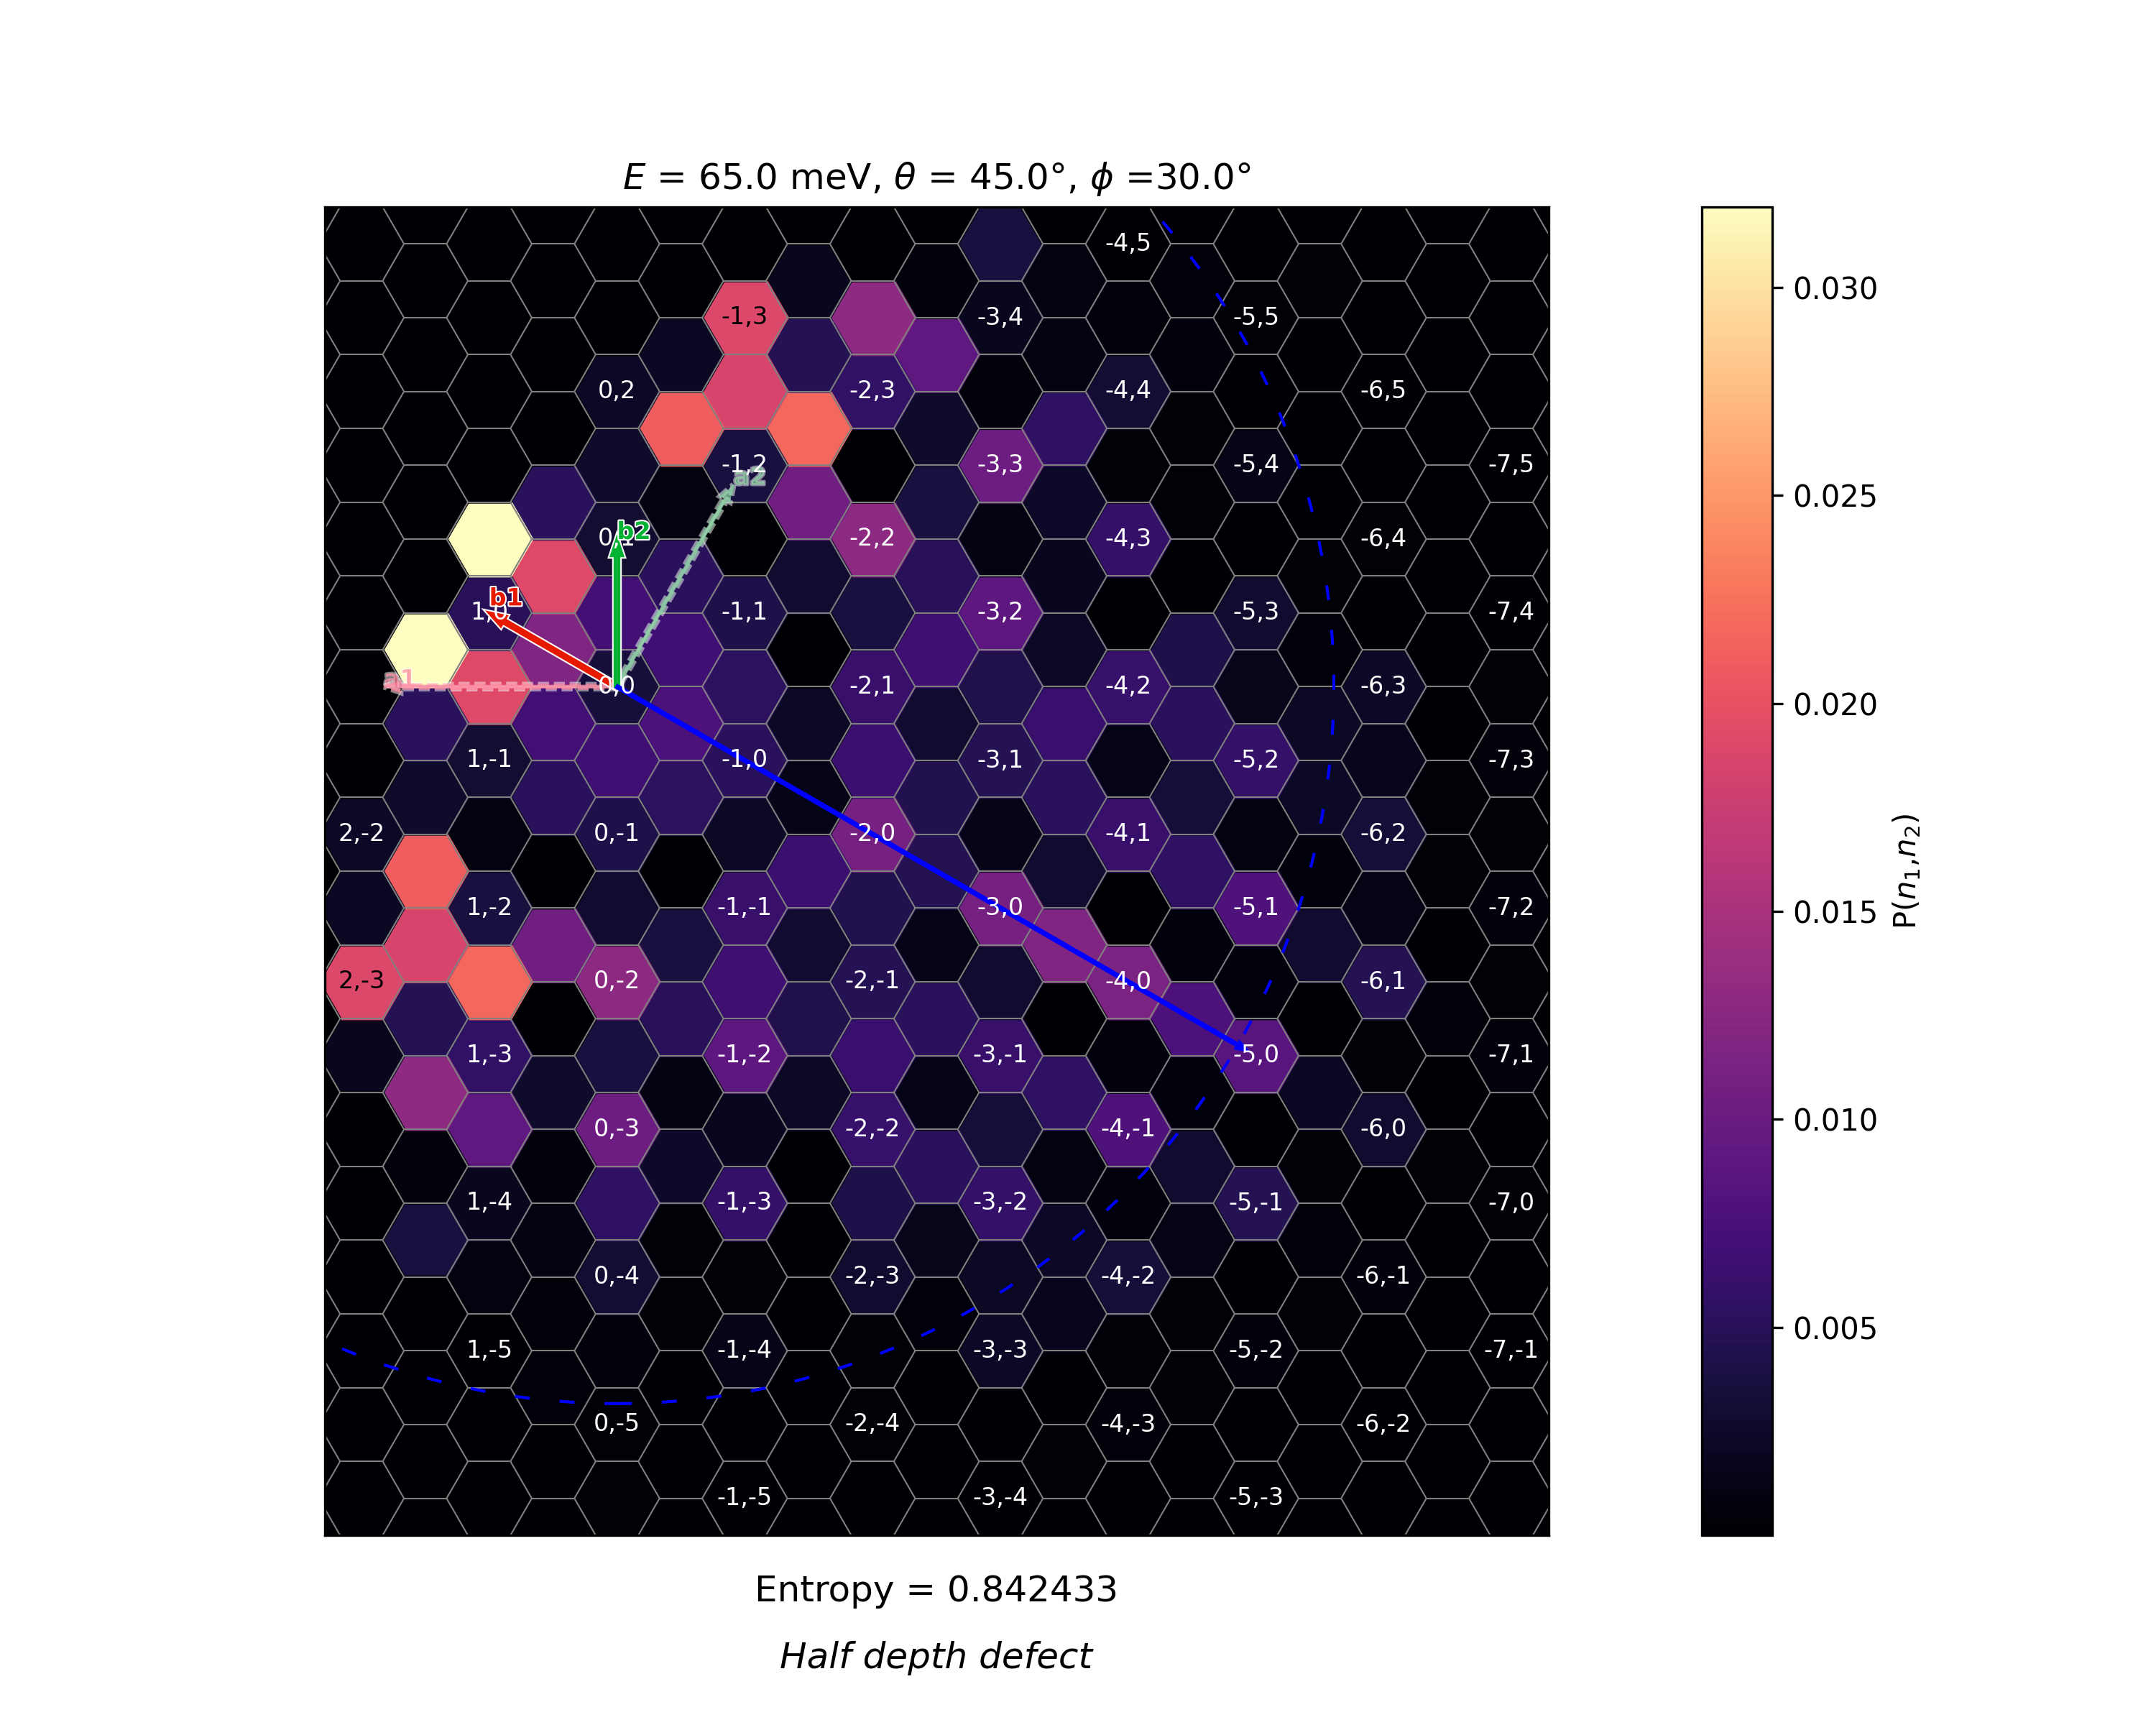 E = 65.0 meV, θ = 45.0°, ϕ =30.0°
-4,5
-1,3 -3,4 -5,5
0,2 -2,3 -4,4 -6,5
-1,2 -3,3 -5,4 -7,5
a2
0,1 -2,2 -4,3 -6,4
b2
b1
1,0 -1,1 -3,2 -5,3 -7,4
a1 0,0 -2,1 -4,2 -6,3
1,-1 -1,0 -3,1 -5,2 -7,3
2,-2 0,-1 -2,0 -4,1 -6,2
1,-2 -1,-1 -3,0 -5,1 -7,2
2,-3 0,-2 -2,-1 -4,0 -6,1
1,-3 -1,-2 -3,-1 -5,0 -7,1
0,-3 -2,-2 -4,-1 -6,0
1,-4 -1,-3 -3,-2 -5,-1 -7,0
0,-4 -2,-3 -4,-2 -6,-1
1,-5 -1,-4 -3,-3 -5,-2 -7,-1
0,-5 -2,-4 -4,-3 -6,-2
-1,-5 -3,-4 -5,-3
0.030
0.025
0.020
0.015
0.010
0.005
P(n₁,n₂)
Entropy = 0.842433
Half depth defect